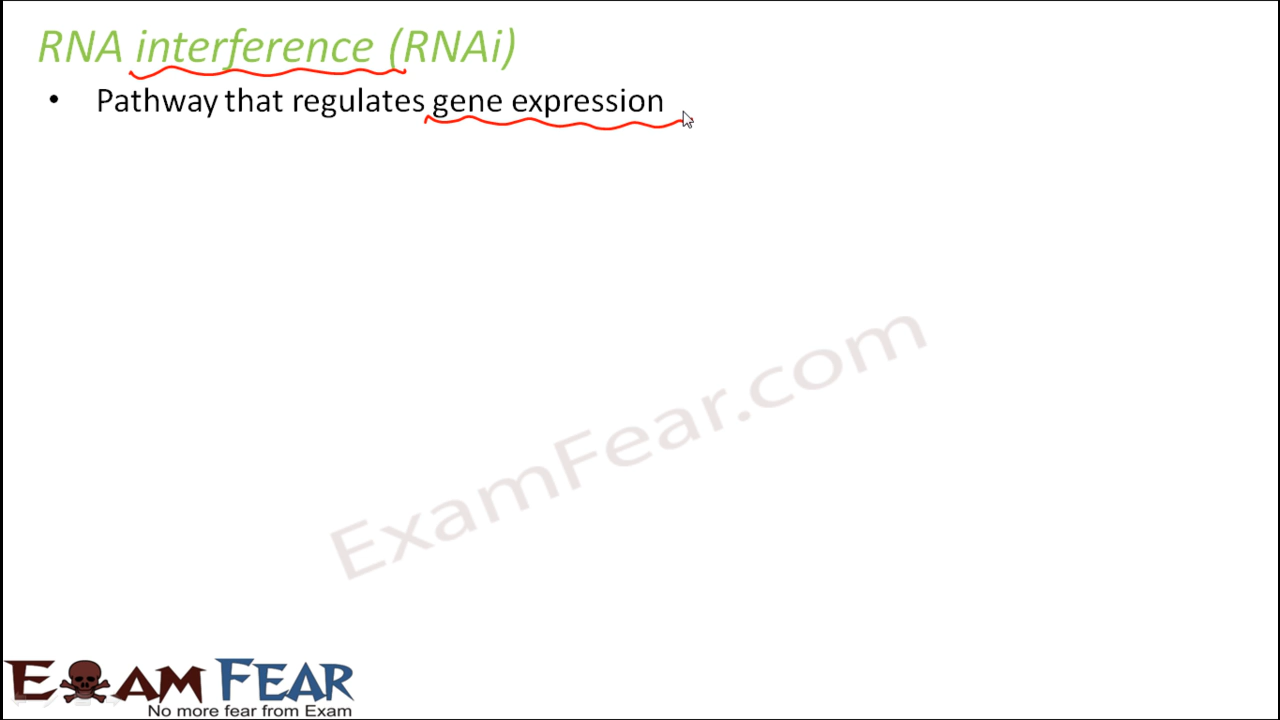 RNA interference (RNAi)
• Pathway that regulates gene expression
ExamFear.com
EXAM FEAR
No more fear from Exam